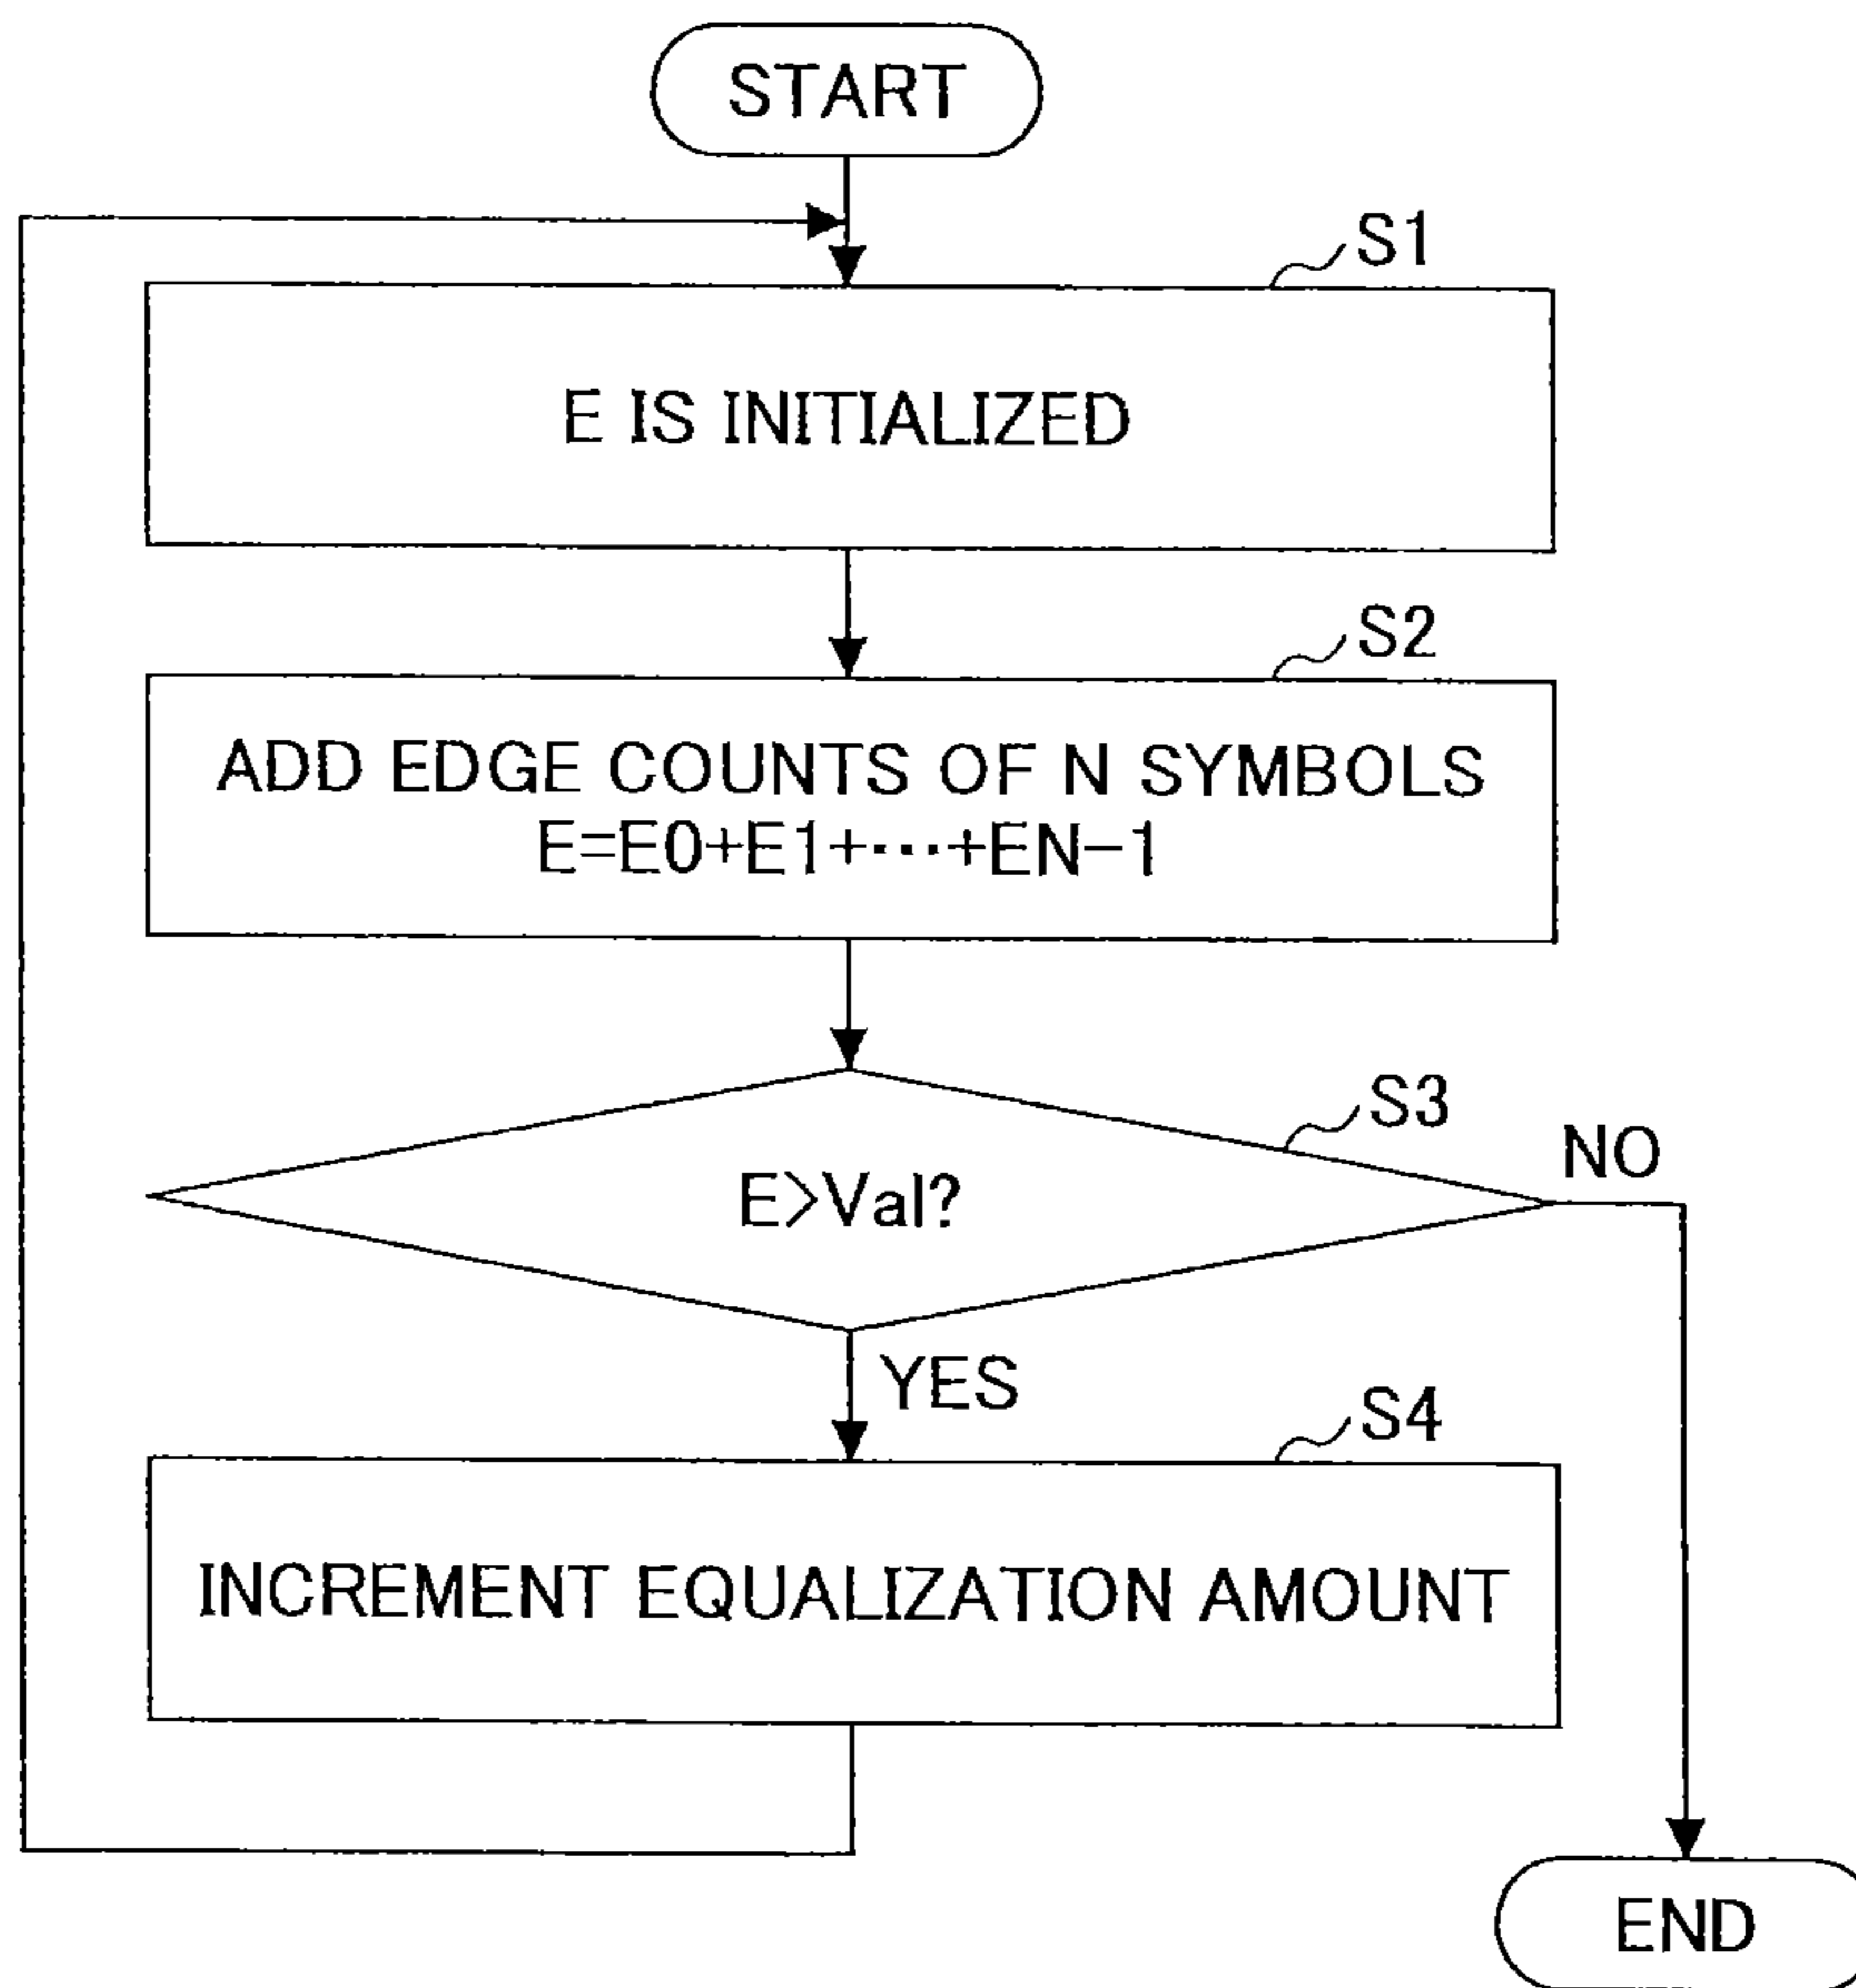 START
S1
E IS INITIALIZED
S2
ADD EDGE COUNTS OF N SYMBOLS
E=E0+E1+···+EN-1
S3
NO
E>Val?
YES
S4
INCREMENT EQUALIZATION AMOUNT
END